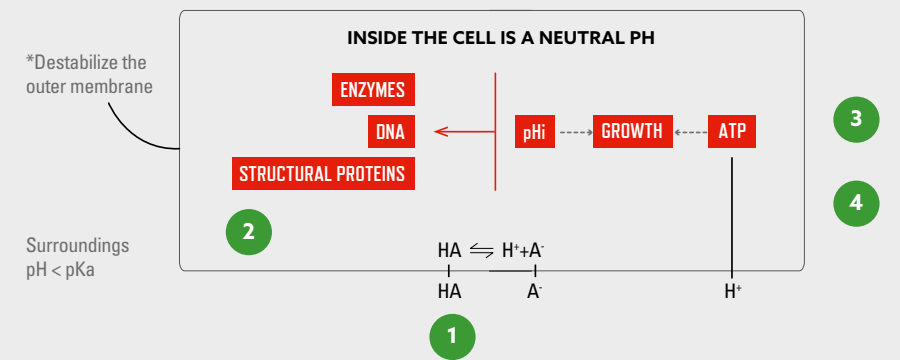 INSIDE THE CELL IS A NEUTRAL PH
*Destabilize the
outer membrane
ENZYMES
DNA
STRUCTURAL PROTEINS
pHi
GROWTH
ATP
3
4
2
Surroundings
pH < pKa
HA ⇋ H⁺+A⁻
HA
A⁻
H⁺
1